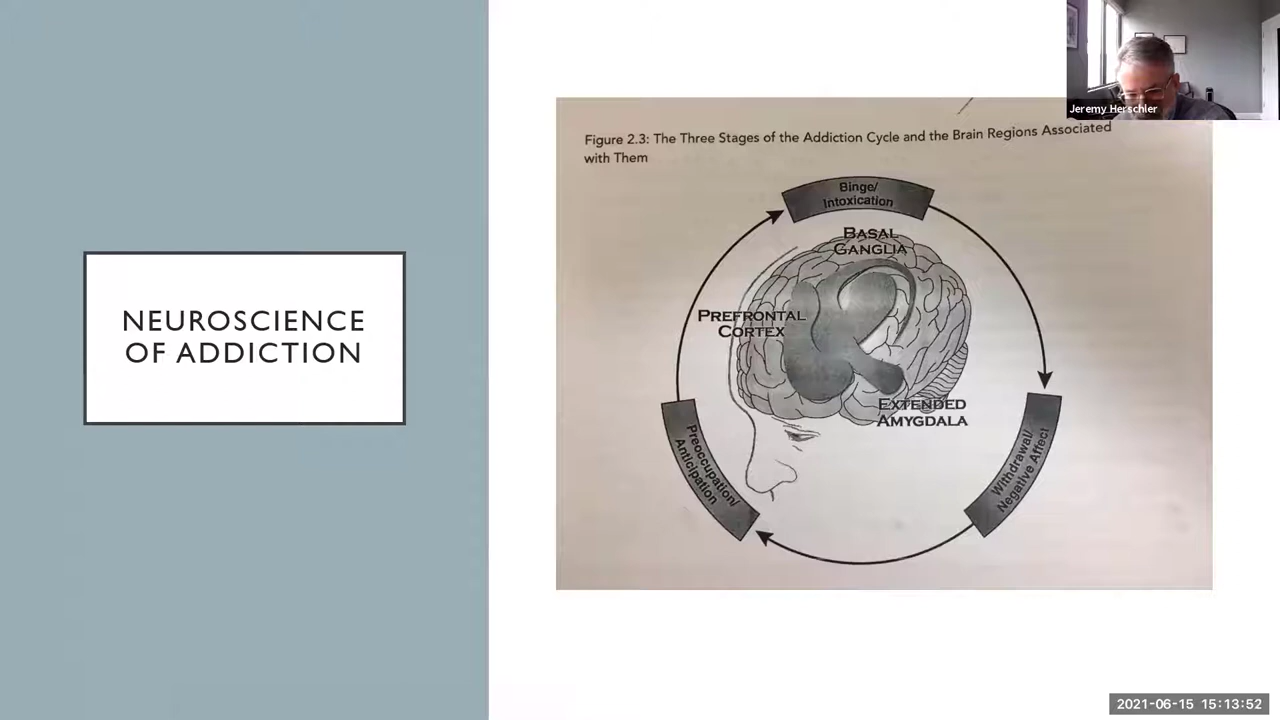 NEUROSCIENCE
OF ADDICTION
Jeremy Herschler
Figure 2.3: The Three Stages of the Addiction Cycle and the Brain Regions Associated
with Them
Binge/
Intoxication
BASAL
GANGLIA
PREFRONTAL
CORTEX
EXTENDED
AMYGDALA
Preoccupation/
Anticipation
Withdrawal/
Negative Affect
2021-06-15 15:13:52